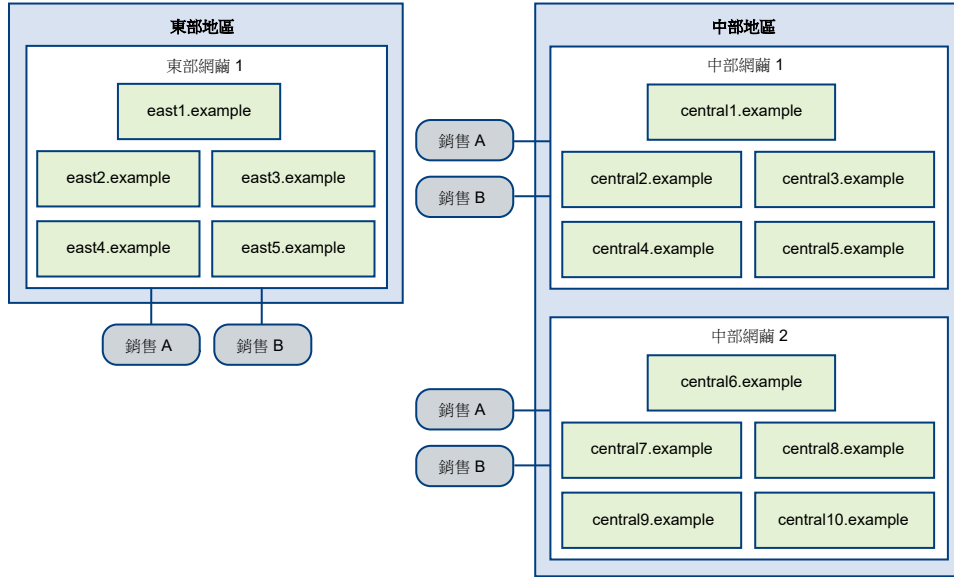 東部地區
東部網繭 1
east1.example
east2.example
east3.example
east4.example
east5.example
銷售 A
銷售 B
中部地區
中部網繭 1
central1.example
銷售 A
central2.example
central3.example
銷售 B
central4.example
central5.example
中部網繭 2
central6.example
銷售 A
central7.example
central8.example
銷售 B
central9.example
central10.example